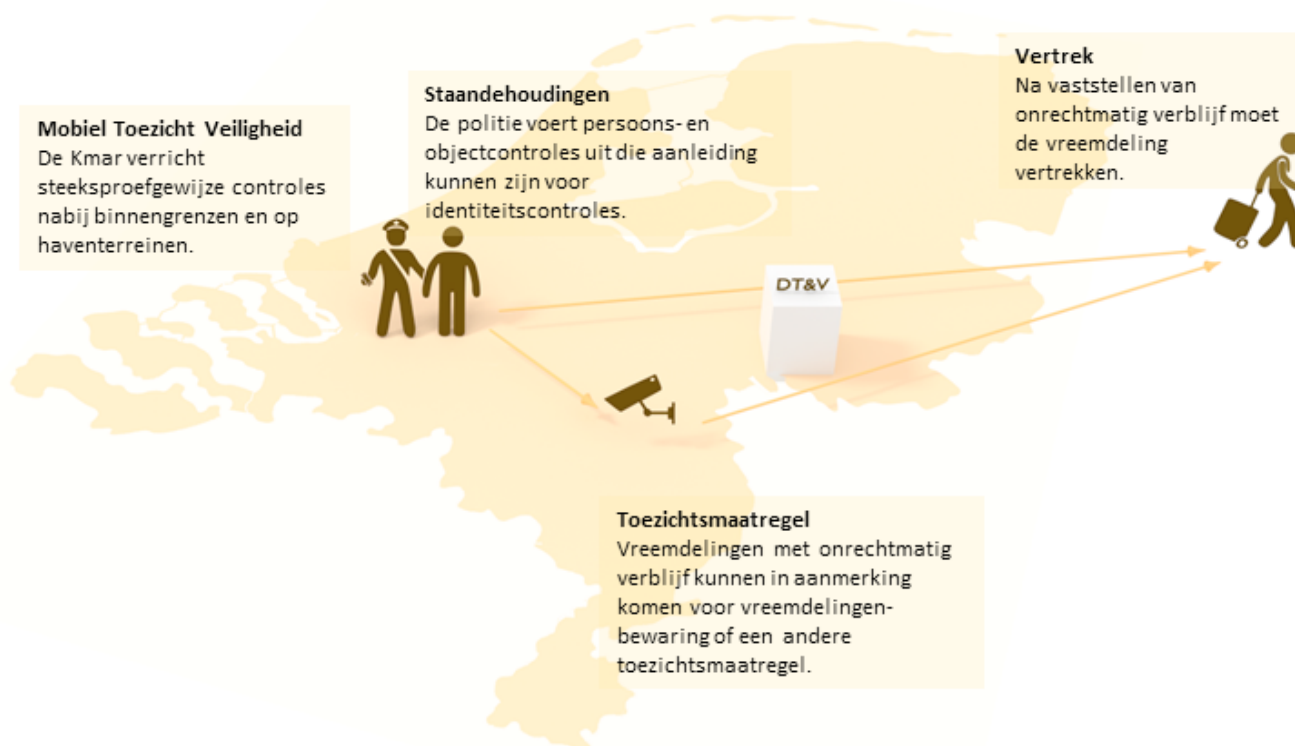 Mobiel Toezicht Veiligheid
De Kmar verricht
steeksproefgewijze controles
nabij binnengrenzen en op
haventerreinen.
Staandehoudingen
De politie voert persoons- en
objectcontroles uit die aanleiding
kunnen zijn voor
identiteitscontroles.
Vertrek
Na vaststellen van
onrechtmatig verblijf moet
de vreemdeling
vertrekken.
DT&V
Toezichtsmaatregel
Vreemdelingen met onrechtmatig
verblijf kunnen in aanmerking
komen voor vreemdelingen-
bewaring of een andere
toezichtsmaatregel.